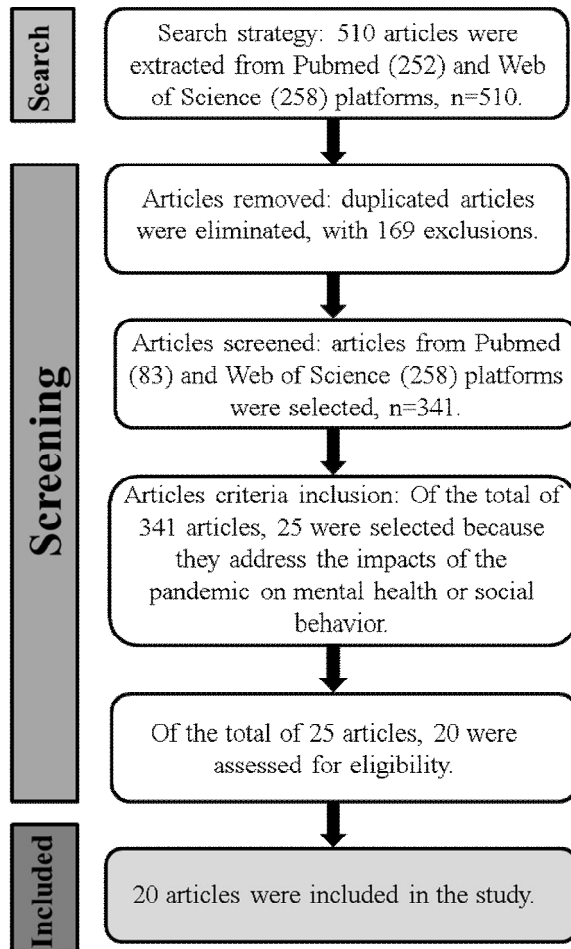 Search
Search strategy: 510 articles were
extracted from Pubmed (252) and Web
of Science (258) platforms, n=510.
Screening
Articles removed: duplicated articles
were eliminated, with 169 exclusions.
Articles screened: articles from Pubmed
(83) and Web of Science (258) platforms
were selected, n=341.
Articles criteria inclusion: Of the total of
341 articles, 25 were selected because
they address the impacts of the
pandemic on mental health or social
behavior.
Of the total of 25 articles, 20 were
assessed for eligibility.
Included
20 articles were included in the study.